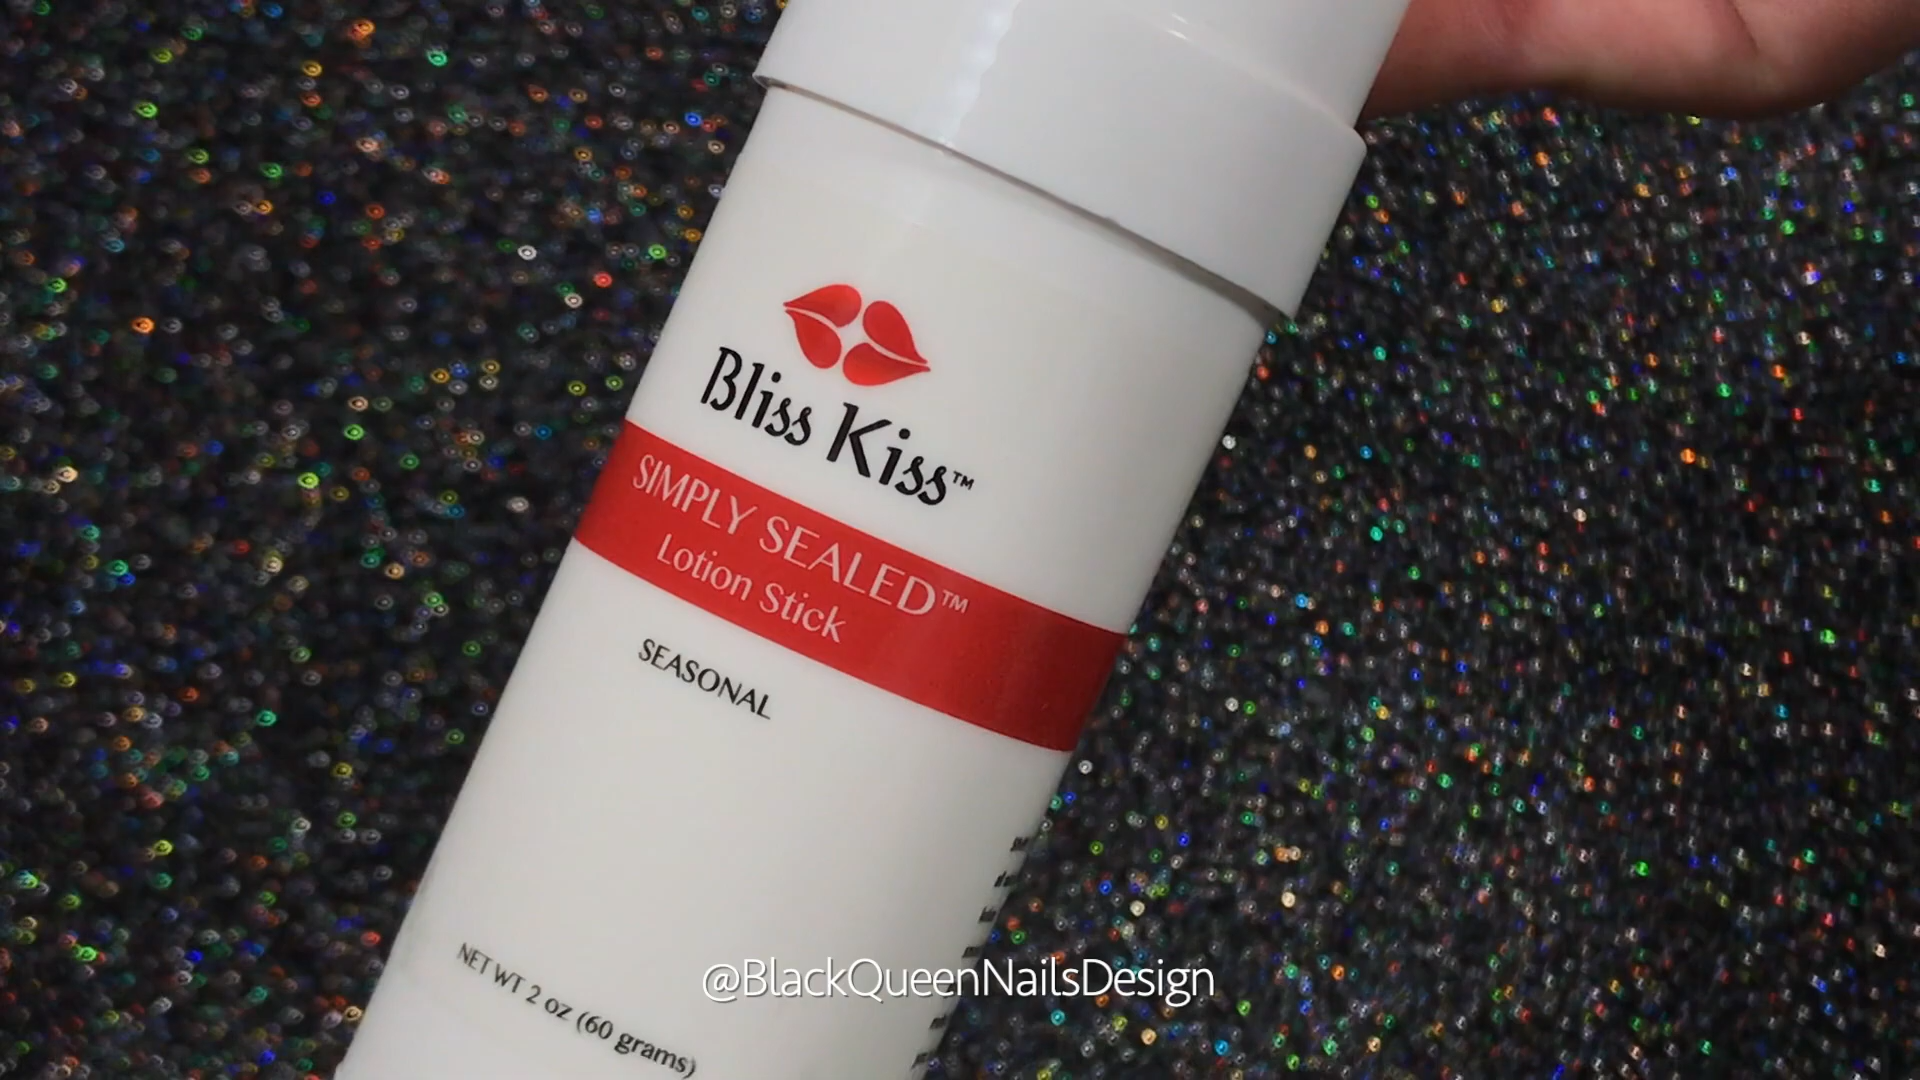 Bliss Kiss™
SIMPLY SEALED™
Lotion Stick
SEASONAL
NET WT 2 oz (60 grams)
@BlackQueenNailsDesign